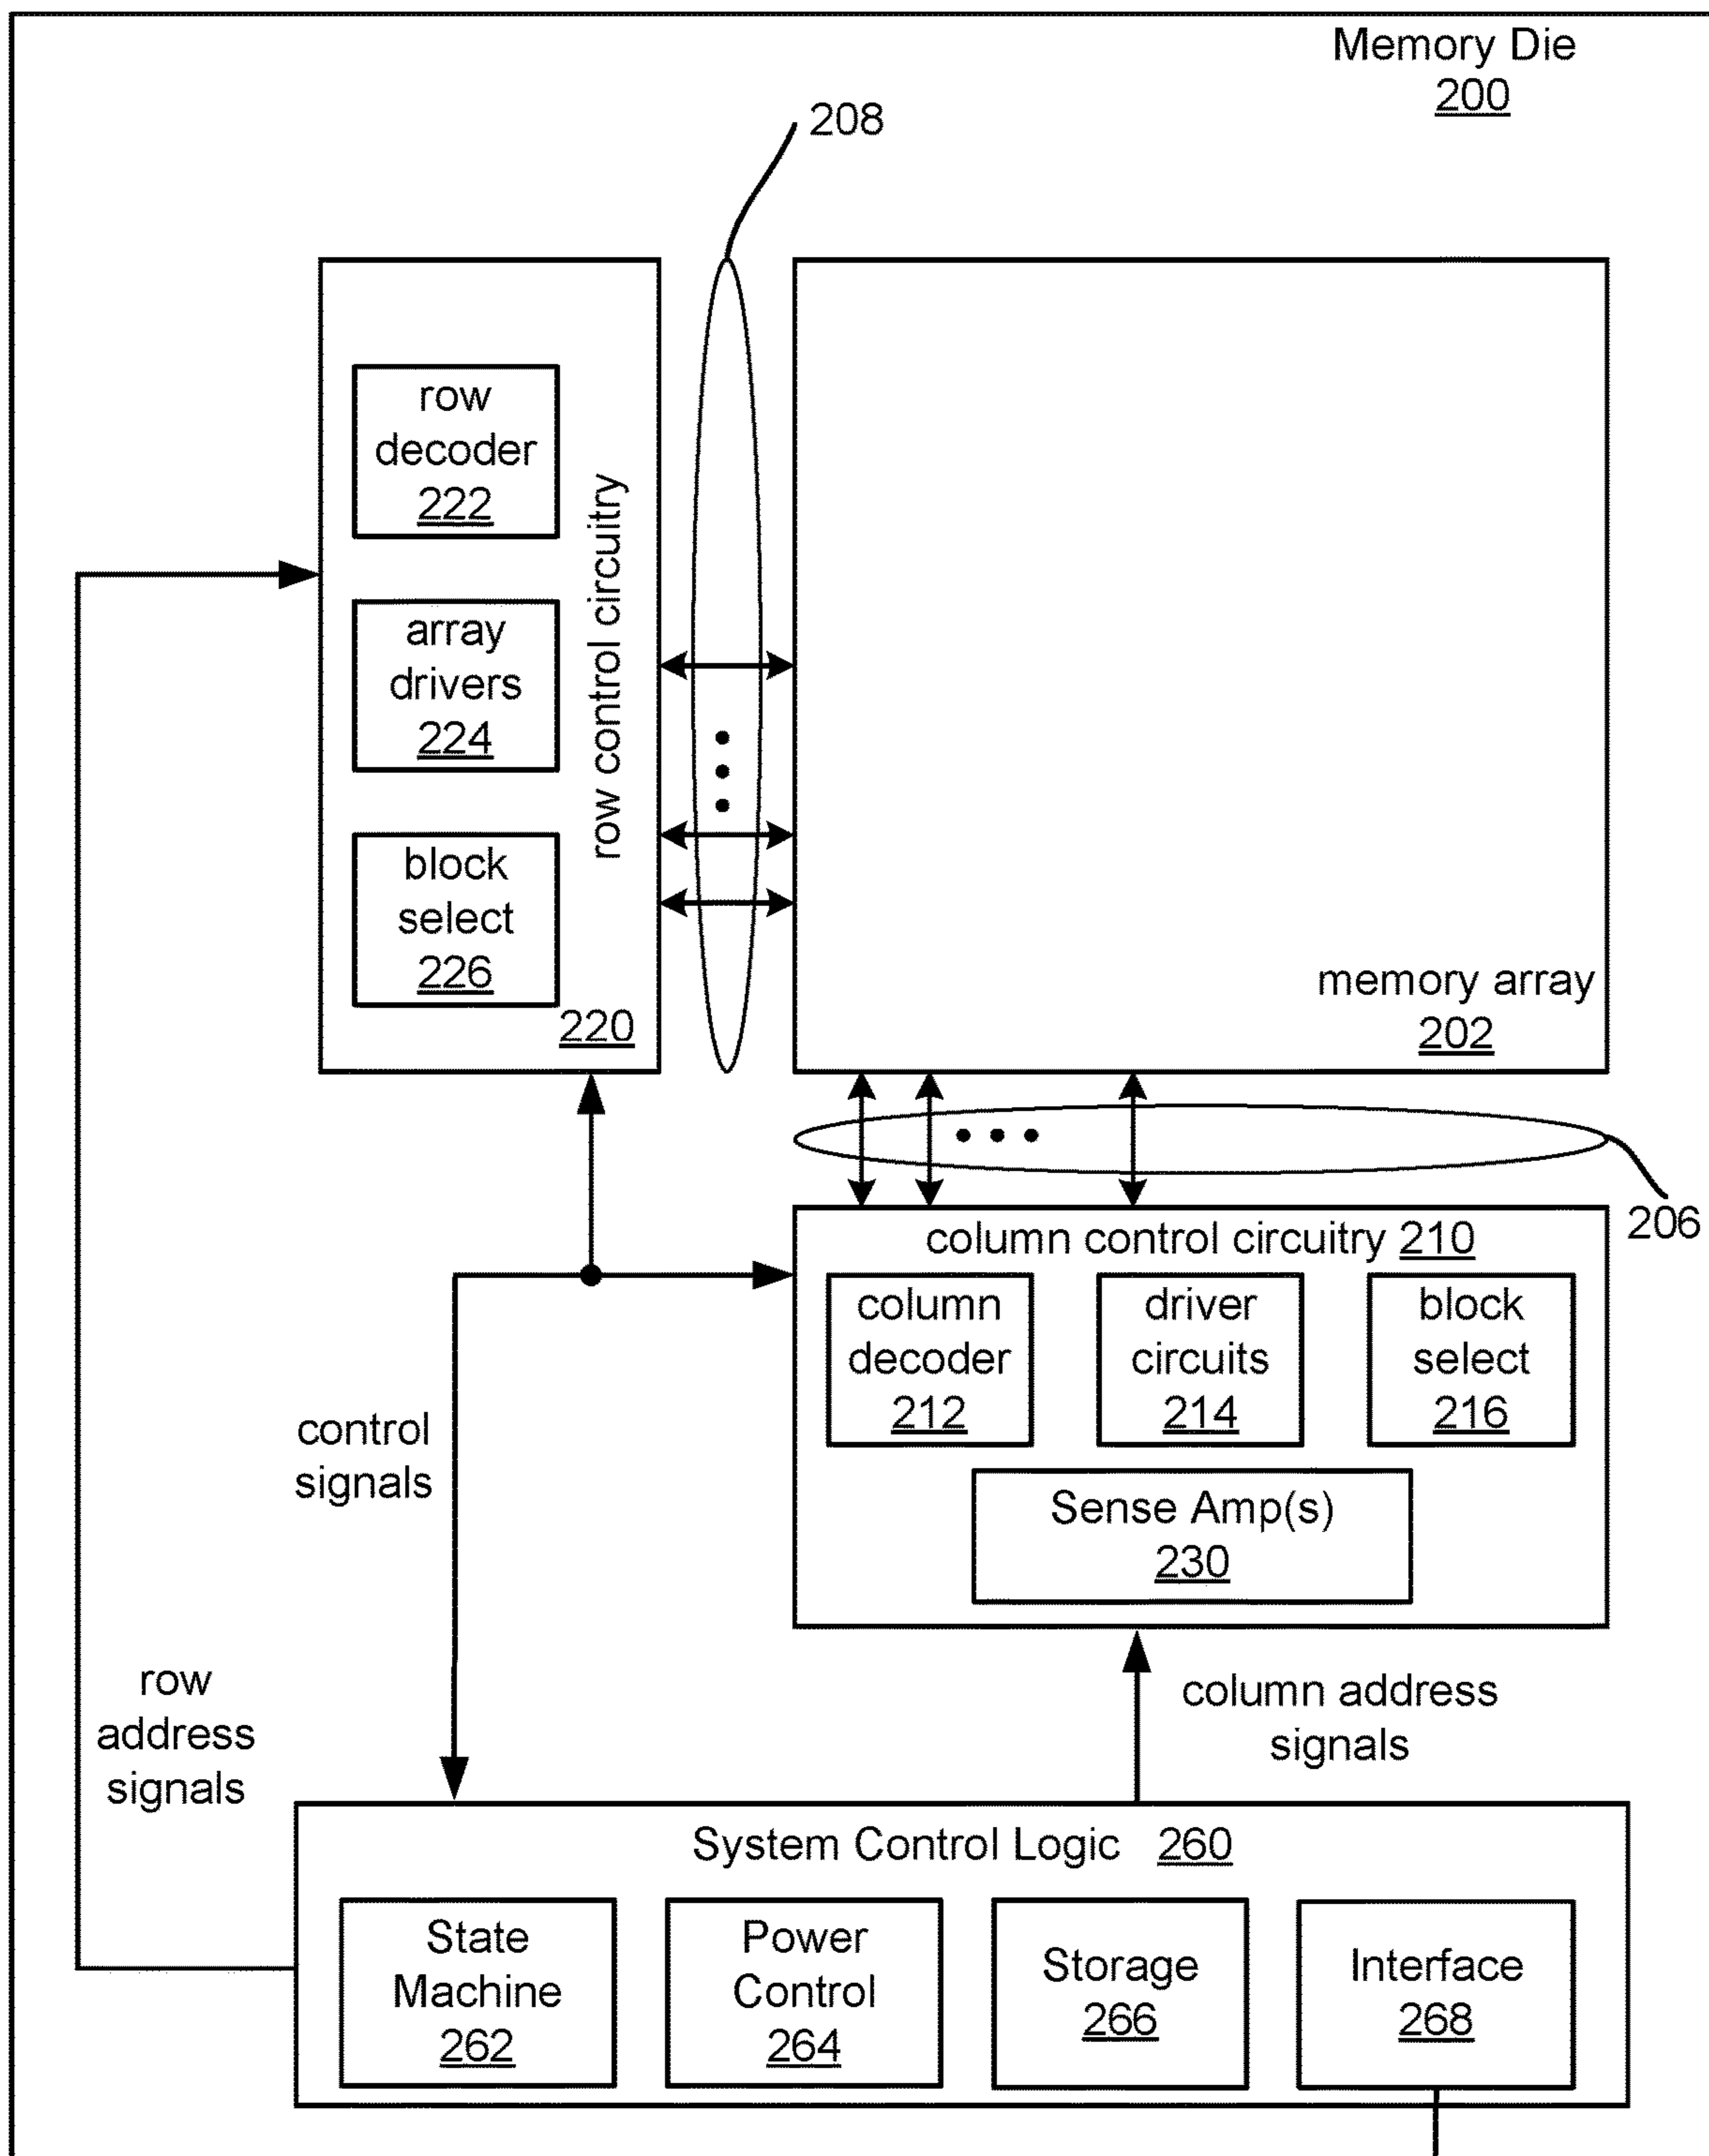 Memory Die
200
208
row
decoder
222
array
drivers
224
block
select
226
row control circuitry
220
memory array
202
206
column control circuitry 210
column
decoder
212
driver
circuits
214
block
select
216
Sense Amp(s)
230
control
signals
row
address
signals
column address
signals
System Control Logic 260
State
Machine
262
Power
Control
264
Storage
266
Interface
268